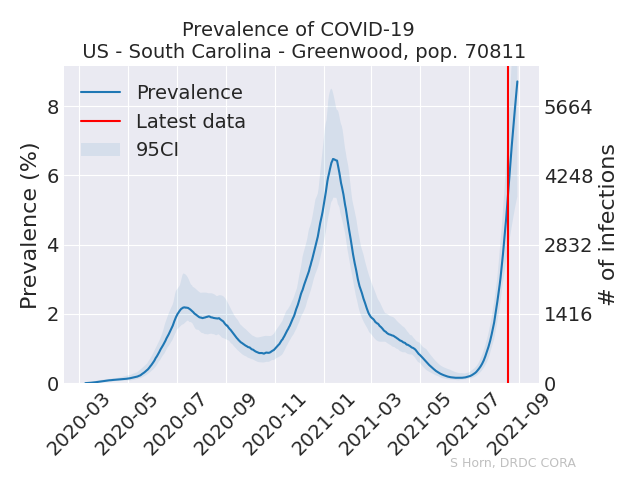 Prevalence of COVID-19
US - South Carolina - Greenwood, pop. 70811
Prevalence
Latest data
95CI
Prevalence (%)
8
6
4
2
0
5664
4248
2832
1416
0
# of infections
2020-03
2020-05
2020-07
2020-09
2020-11
2021-01
2021-03
2021-05
2021-07
2021-09
S Horn, DRDC CORA